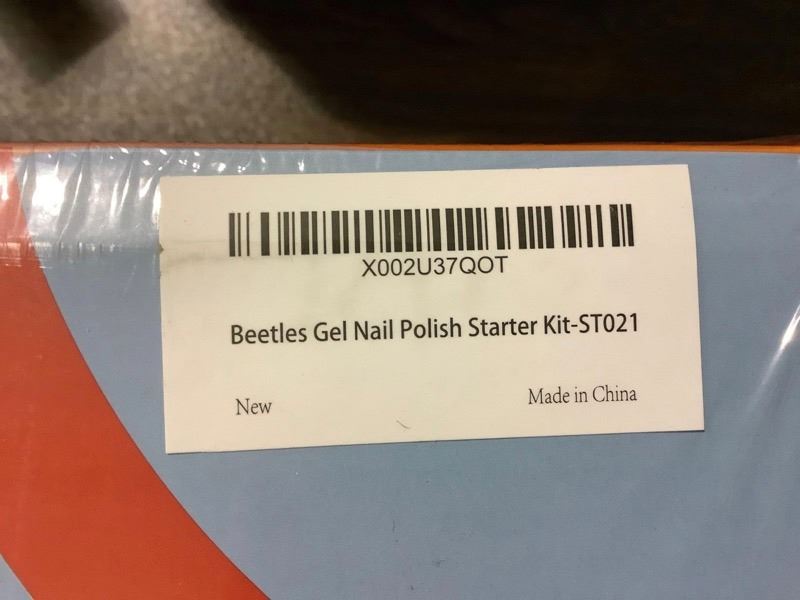 X002U37QOT
Beetles Gel Nail Polish Starter Kit-ST021
New
Made in China